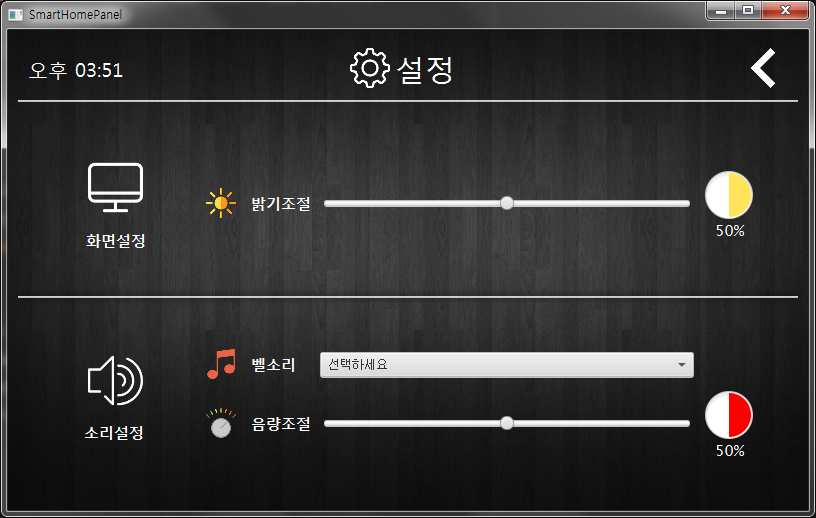 SmartHomePanel
오후 03:51
설정
밝기조절
50%
화면설정
벨소리
선택하세요
음량조절
50%
소리설정